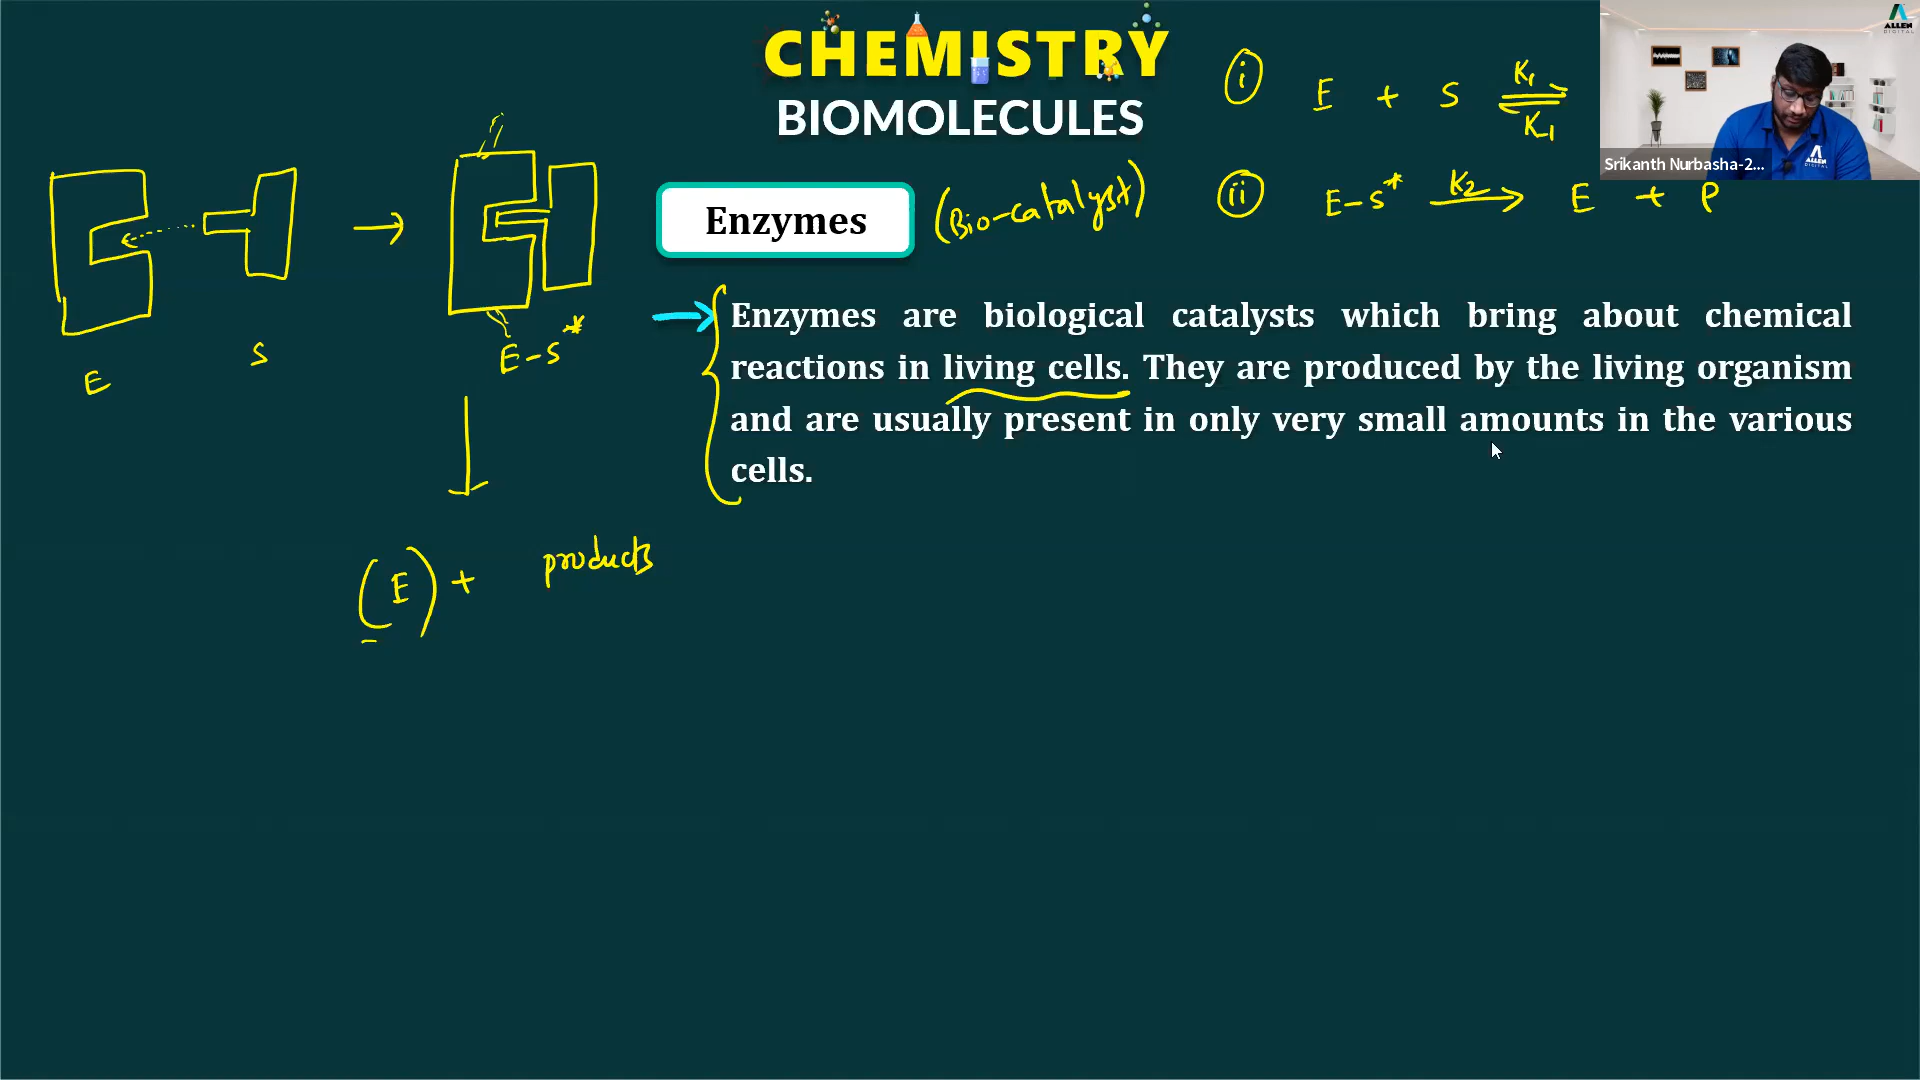 CHEMISTRY
BIOMOLECULES
ALLEN
DIGITAL
Srikanth Nurbasha-2...
(i) E + S K1 K-1
(ii) E-S* K2 → E + P
Enzymes (Bio-catalyst)
→ Enzymes are biological catalysts which bring about chemical
reactions in living cells. They are produced by the living organism
and are usually present in only very small amounts in the various
cells.
E
S
→
E-S*
(E) + products